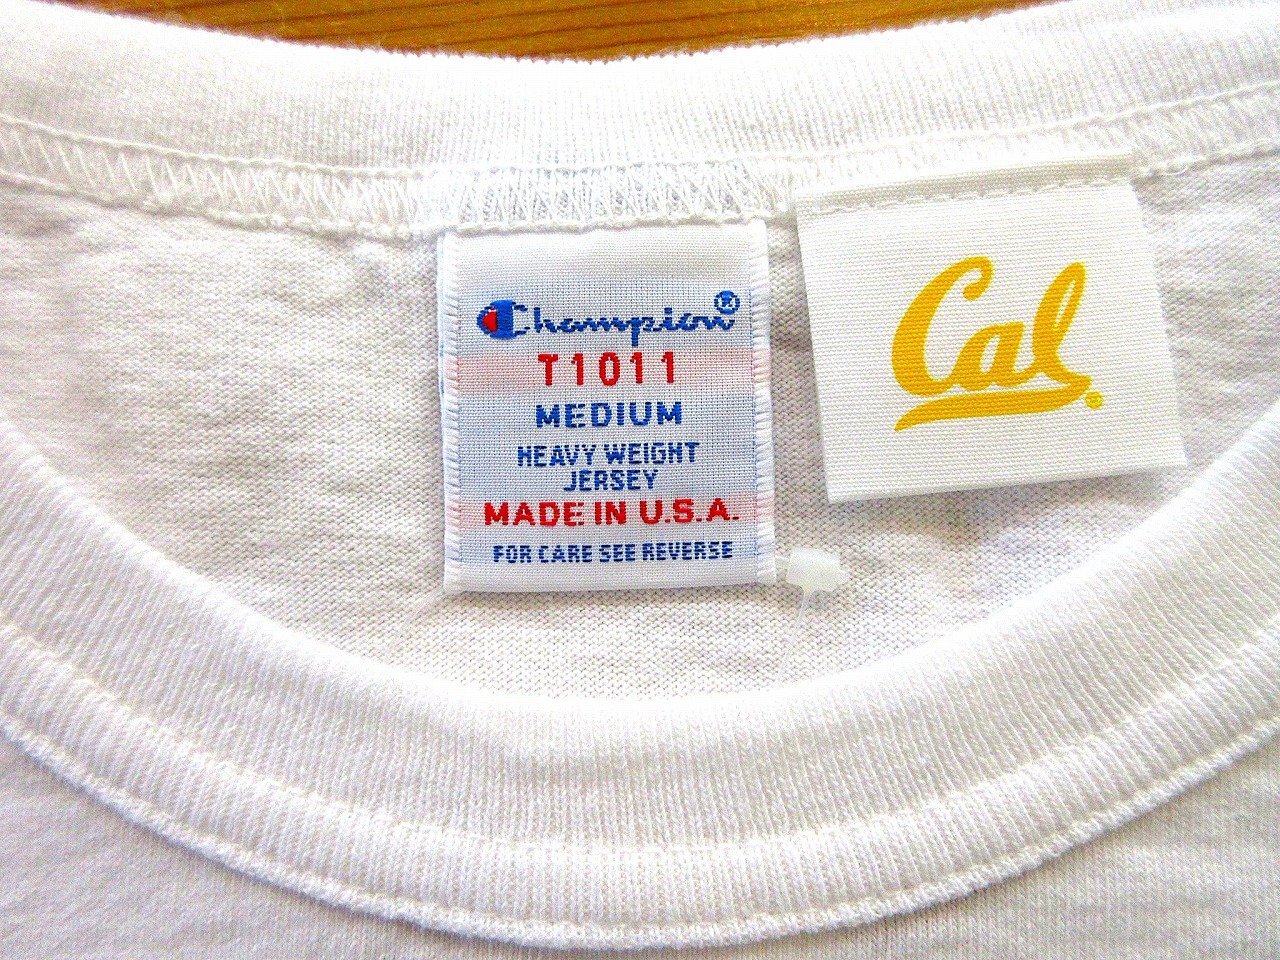 Champion®
T1011
MEDIUM
HEAVY WEIGHT
JERSEY
MADE IN U.S.A.
FOR CARE SEE REVERSE
Cal